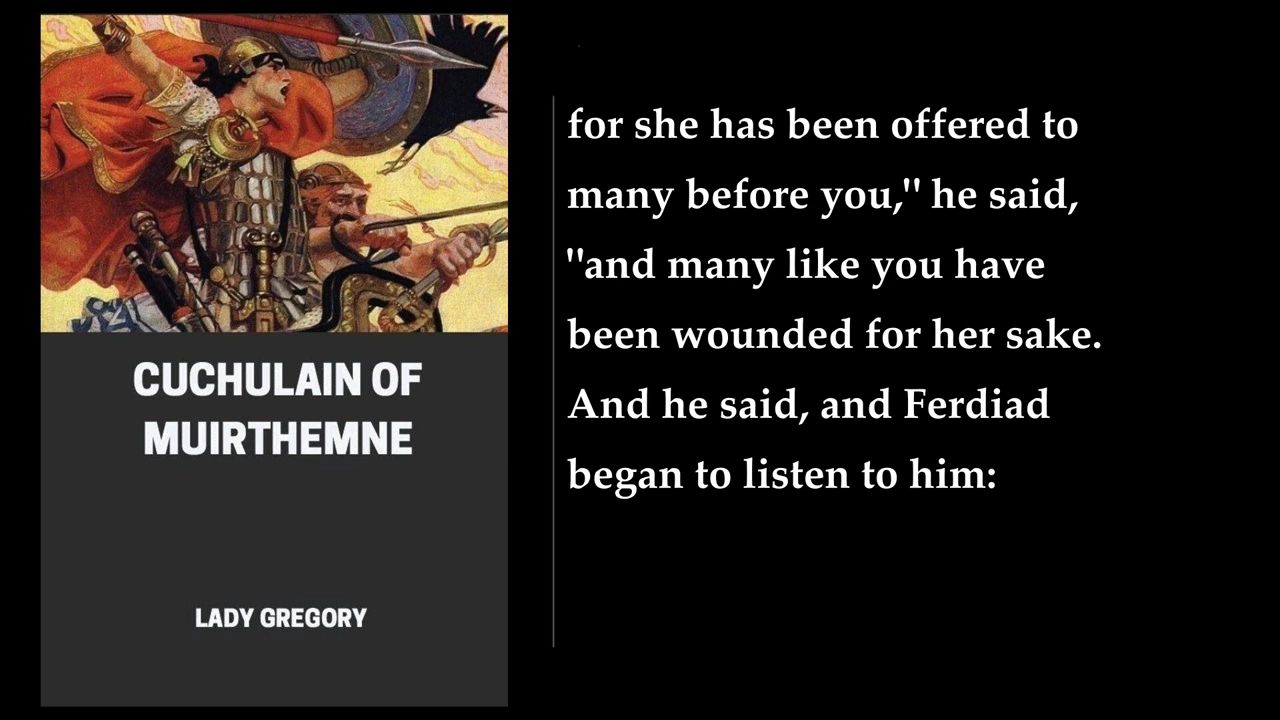 CUCHULAIN OF
MUIRTHEMNE
LADY GREGORY
for she has been offered to
many before you," he said,
"and many like you have
been wounded for her sake.
And he said, and Ferdiad
began to listen to him: